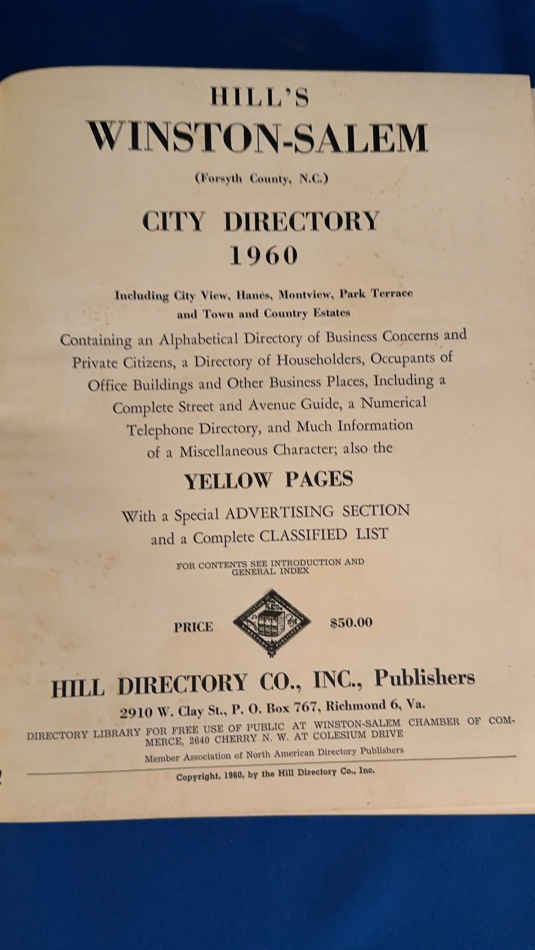 HILL'S
WINSTON-SALEM
(Forsyth County, N.C.)
CITY DIRECTORY
1960
Including City View, Hanes, Montview, Park Terrace
and Town and Country Estates
Containing an Alphabetical Directory of Business Concerns and
Private Citizens, a Directory of Householders, Occupants of
Office Buildings and Other Business Places, Including a
Complete Street and Avenue Guide, a Numerical
Telephone Directory, and Much Information
of a Miscellaneous Character; also the
YELLOW PAGES
With a Special ADVERTISING SECTION
and a Complete CLASSIFIED LIST
FOR CONTENTS SEE INTRODUCTION AND
GENERAL INDEX
PRICE $50.00
HILL DIRECTORY CO., INC., Publishers
2910 W. Clay St., P. O. Box 767, Richmond 6, Va.
DIRECTORY LIBRARY FOR FREE USE OF PUBLIC AT WINSTON-SALEM CHAMBER OF COM-
MERCE, 2640 CHERRY N. W. AT COLESIUM DRIVE
Member Association of North American Directory Publishers
Copyright, 1960, by the Hill Directory Co., Inc.